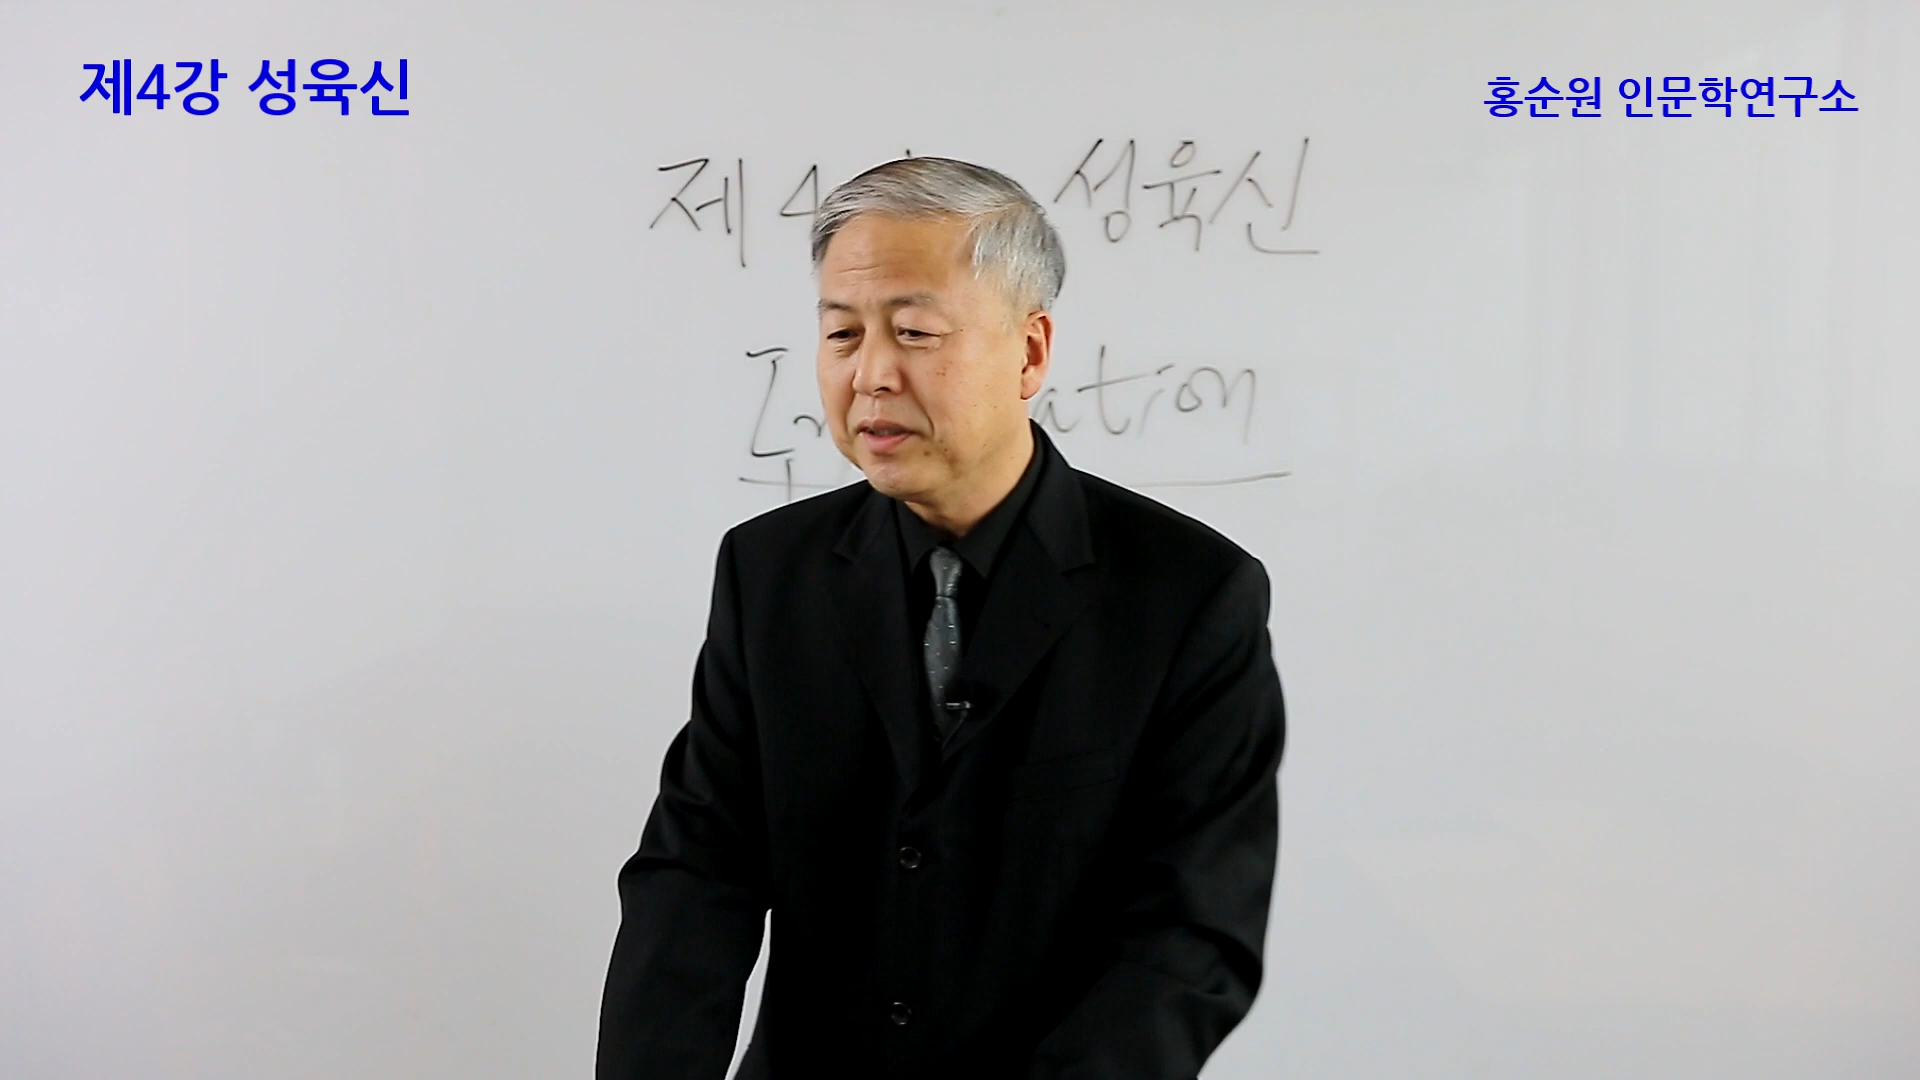 제4강 성육신
홍순원 인문학연구소
제 4 성육신